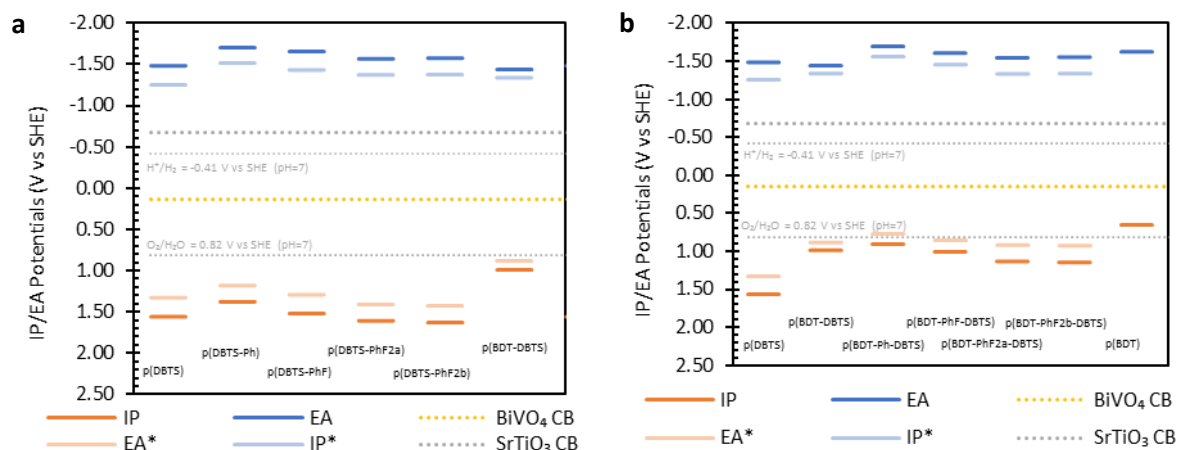 a
IP/EA Potentials (V vs SHE)
-2.00
-1.50
-1.00
-0.50
0.00
0.50
1.00
1.50
2.00
2.50
H⁺/H₂ = -0.41 V vs SHE (pH=7)
O₂/H₂O = 0.82 V vs SHE (pH=7)
p(DBTS)
p(DBTS-Ph)
p(DBTS-PhF)
p(DBTS-PhF2a)
p(DBTS-PhF2b)
p(BDT-DBTS)
IP
EA
BiVO₄ CB
EA*
IP*
SrTiO₃ CB
b
IP/EA Potentials (V vs SHE)
-2.00
-1.50
-1.00
-0.50
0.00
0.50
1.00
1.50
2.00
2.50
H⁺/H₂ = -0.41 V vs SHE (pH=7)
O₂/H₂O = 0.82 V vs SHE (pH=7)
p(DBTS)
p(BDT-DBTS)
p(BDT-Ph-DBTS)
p(BDT-PhF-DBTS)
p(BDT-PhF2a-DBTS)
p(BDT-PhF2b-DBTS)
p(BDT)
IP
EA
BiVO₄ CB
EA*
IP*
SrTiO₃ CB